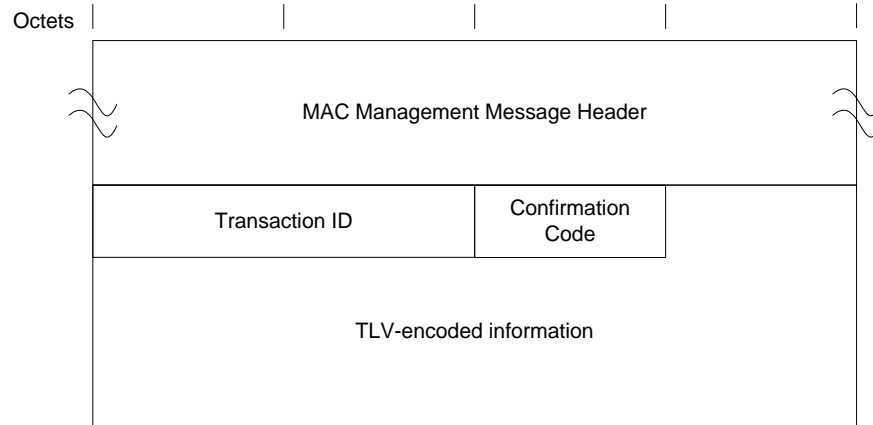 Octets
MAC Management Message Header
Transaction ID
Confirmation
Code
TLV-encoded information